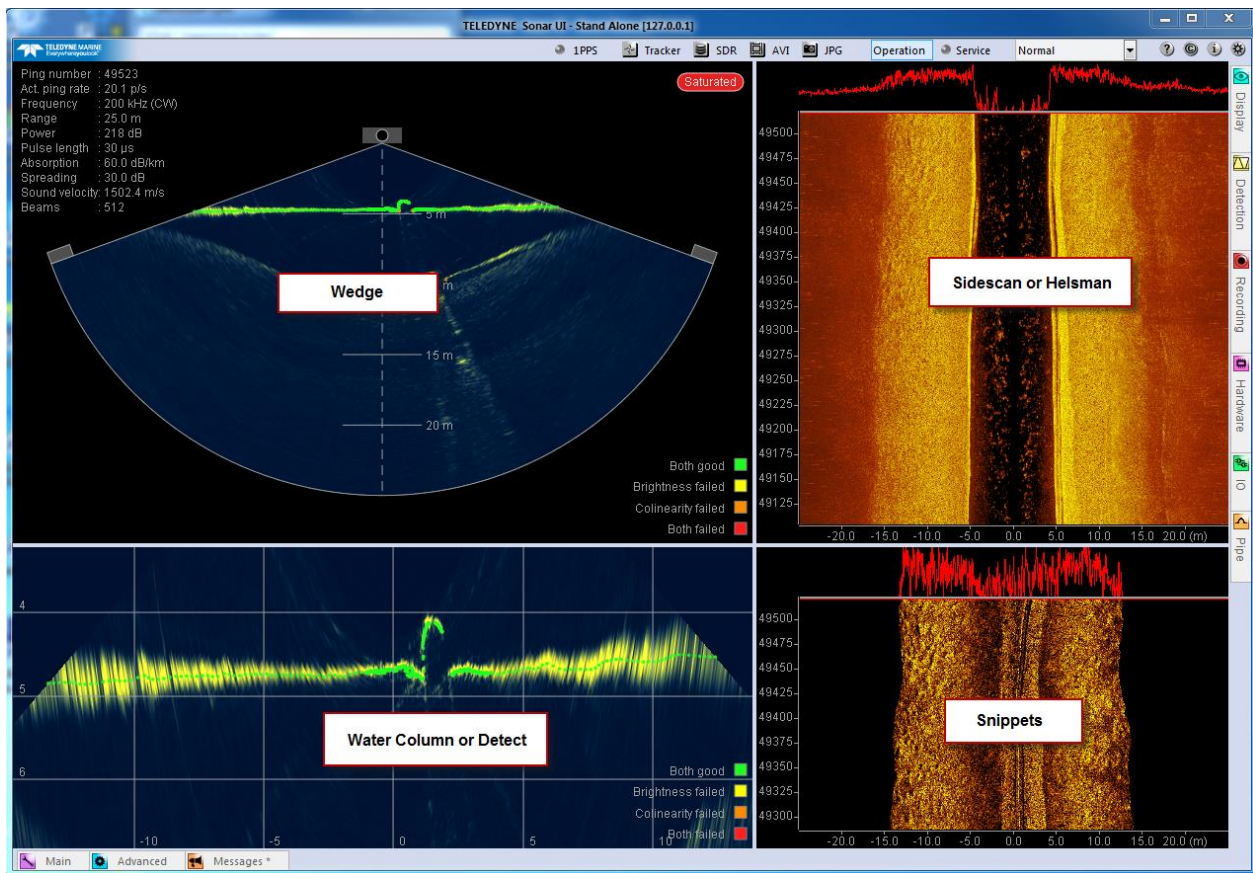 TELEDYNE Sonar UI - Stand Alone [127.0.0.1]
TELEDYNE MARINE
Everywhereyoulook
1PPS
Tracker
SDR
AVI
JPG
Operation
Service
Normal
Ping number : 49523
Act. ping rate : 20.1 p/s
Frequency : 200 kHz (CW)
Range : 25.0 m
Power : 218 dB
Pulse length : 30 µs
Absorption : 60.0 dB/km
Spreading : 30.0 dB
Sound velocity: 1502.4 m/s
Beams : 512
Saturated
5 m
m
15 m
20 m
Wedge
Both good
Brightness failed
Colinearity failed
Both failed
49500
49475
49450
49425
49400
49375
49350
49325
49300
49275
49250
49225
49200
49175
49150
49125
-20.0 -15.0 -10.0 -5.0 0.0 5.0 10.0 15.0 20.0 (m)
Sidescan or Helsman
Display
Detection
Recording
Hardware
IO
Pipe
4
5
6
-10 -5 0 5 10
Water Column or Detect
Both good
Brightness failed
Colinearity failed
Both failed
49500
49475
49450
49425
49400
49375
49350
49325
49300
-20.0 -15.0 -10.0 -5.0 0.0 5.0 10.0 15.0 20.0 (m)
Snippets
Main
Advanced
Messages *